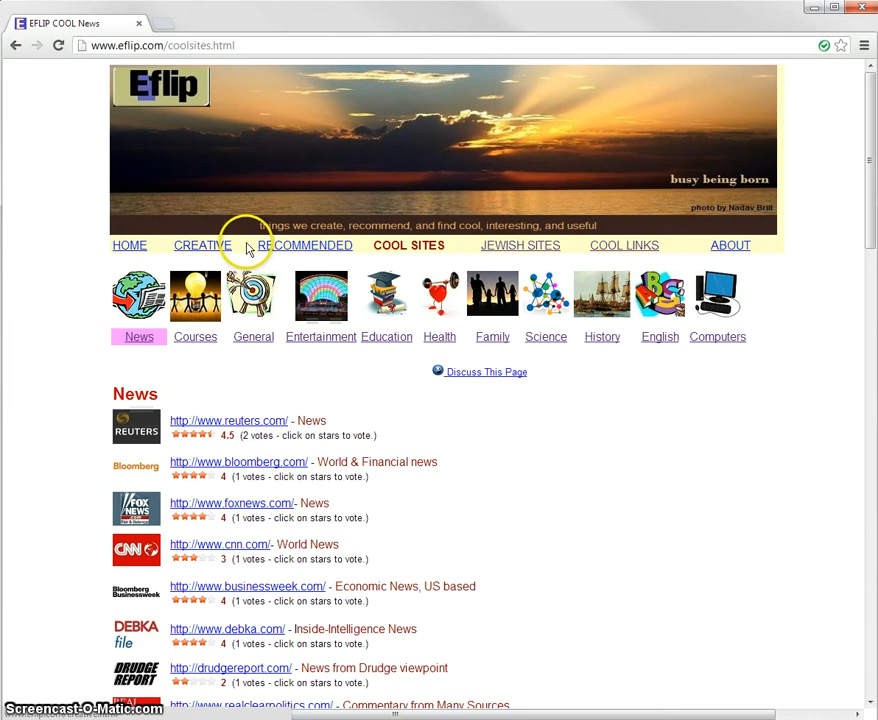 EFLIP COOL News
www.eflip.com/coolsites.html
Eflip
busy being born
photo by Nadav Brill
things we create, recommend, and find cool, interesting, and useful
HOME CREATIVE RECOMMENDED COOL SITES JEWISH SITES COOL LINKS ABOUT
News Courses General Entertainment Education Health Family Science History English Computers
Discuss This Page
News
REUTERS
http://www.reuters.com/ - News
4.5 (2 votes - click on stars to vote.)
Bloomberg
http://www.bloomberg.com/ - World & Financial news
4 (1 votes - click on stars to vote.)
FOX NEWS .com
http://www.foxnews.com/- News
4 (1 votes - click on stars to vote.)
CNN
http://www.cnn.com/- World News
3 (1 votes - click on stars to vote.)
Bloomberg Businessweek
http://www.businessweek.com/ - Economic News, US based
4 (1 votes - click on stars to vote.)
DEBKA file
http://www.debka.com/ - Inside-Intelligence News
4 (1 votes - click on stars to vote.)
DRUDGE REPORT
http://drudgereport.com/ - News from Drudge viewpoint
2 (1 votes - click on stars to vote.)
REAL
http://www.realclearpolitics.com/ - Commentary from Many Sources
Screencast-O-Matic.com